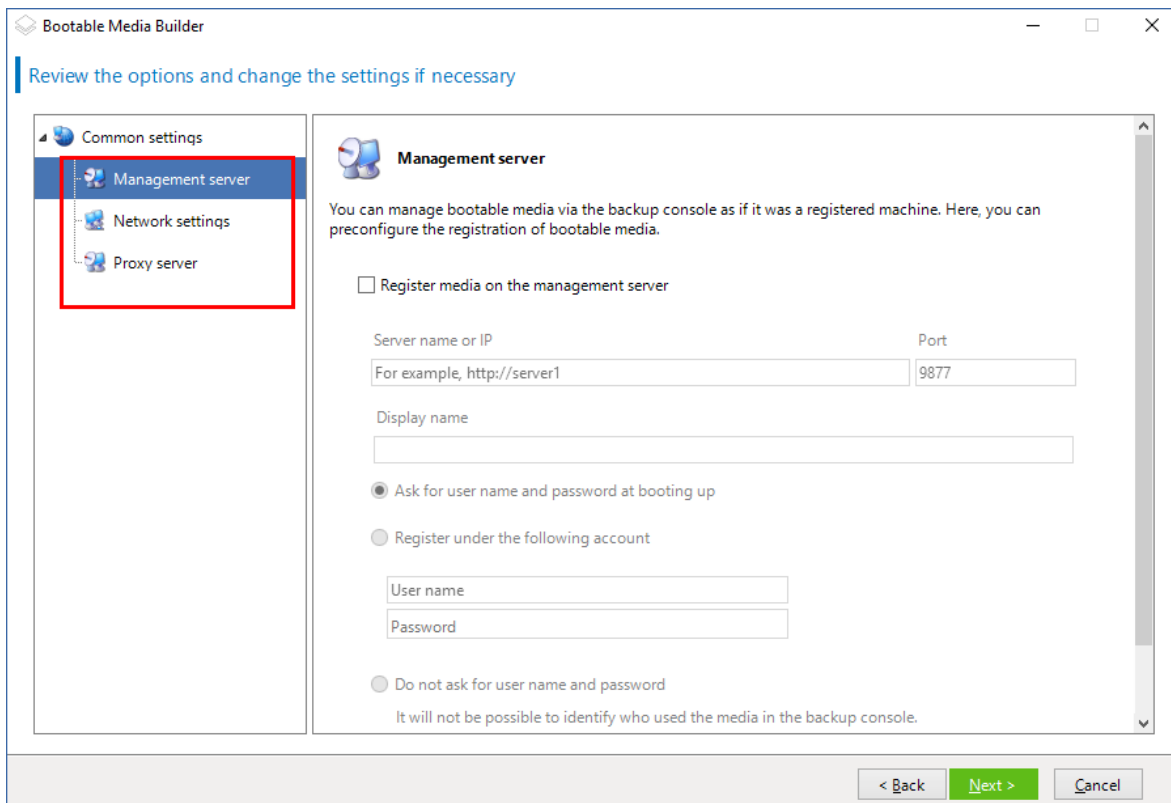 Bootable Media Builder
Review the options and change the settings if necessary
Common settings
Management server
Network settings
Proxy server
Management server
You can manage bootable media via the backup console as if it was a registered machine. Here, you can
preconfigure the registration of bootable media.
Register media on the management server
Server name or IP
Port
For example, http://server1
9877
Display name
Ask for user name and password at booting up
Register under the following account
User name
Password
Do not ask for user name and password
It will not be possible to identify who used the media in the backup console.
< Back
Next >
Cancel